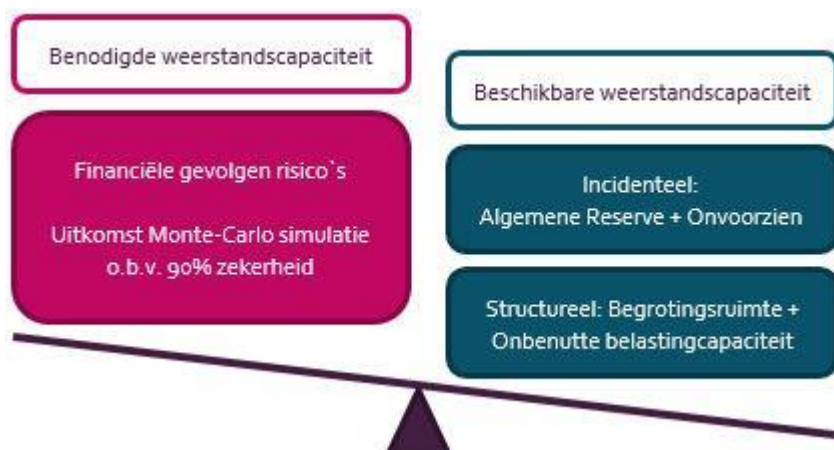 Benodigde weerstandscapaciteit
Financiële gevolgen risico`s
Uitkomst Monte-Carlo simulatie
o.b.v. 90% zekerheid
Beschikbare weerstandscapaciteit
Incidenteel:
Algemene Reserve + Onvoorzien
Structureel: Begrotingsruimte +
Onbenutte belastingcapaciteit